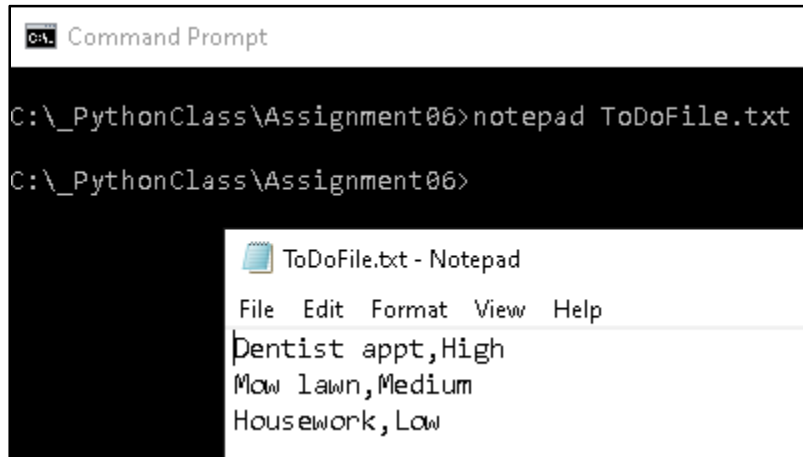 Command Prompt
C:\_PythonClass\Assignment06>notepad ToDoFile.txt
C:\_PythonClass\Assignment06>
ToDoFile.txt - Notepad
File Edit Format View Help
Dentist appt,High
Mow lawn,Medium
Housework,Low